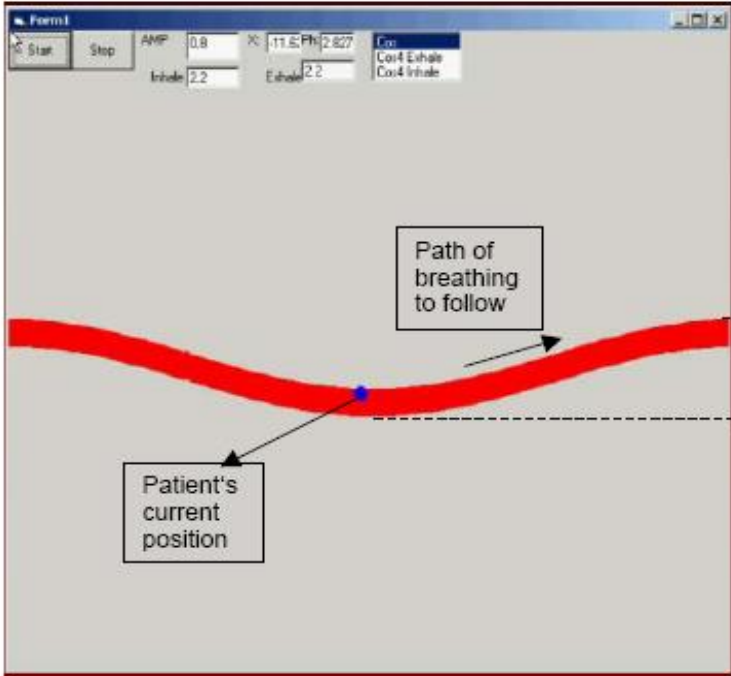 Form1
Start
Stop
AMP 0.8
X: -11.62 Ph: 2.827
Inhale 2.2
Exhale 2.2
Cos
Cos4 Exhale
Cos4 Inhale
Path of
breathing
to follow
Patient's
current
position